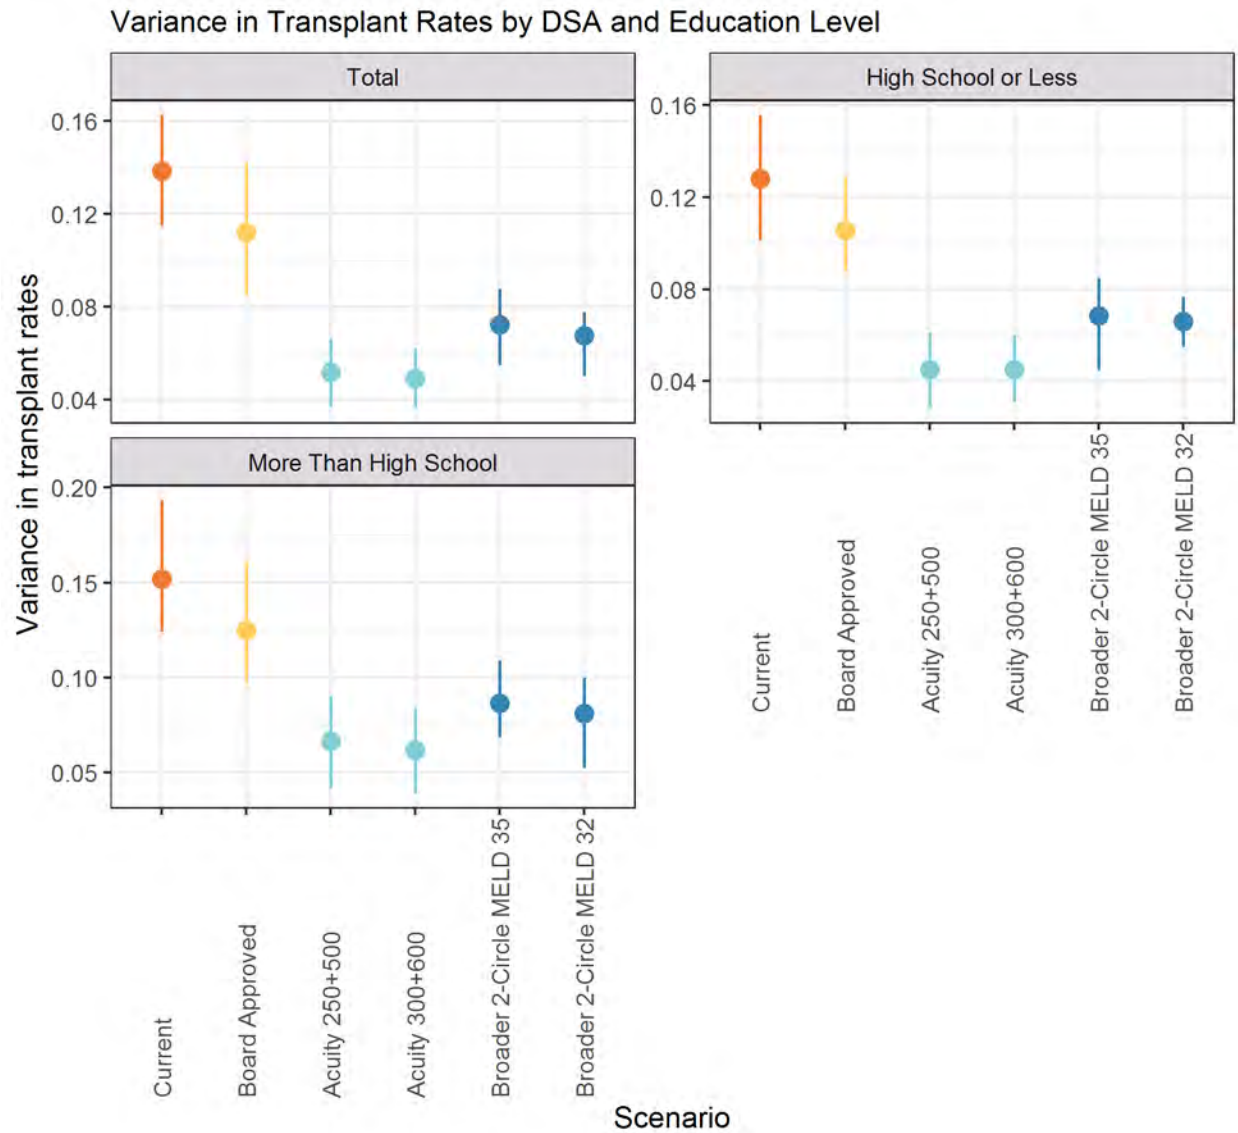 Variance in Transplant Rates by DSA and Education Level
Total
High School or Less
0.16
0.12
0.08
0.04
0.16
0.12
0.08
0.04
Variance in transplant rates
More Than High School
0.20
0.15
0.10
0.05
Current
Board Approved
Acuity 250+500
Acuity 300+600
Broader 2-Circle MELD 35
Broader 2-Circle MELD 32
Current
Board Approved
Acuity 250+500
Acuity 300+600
Broader 2-Circle MELD 35
Broader 2-Circle MELD 32
Scenario